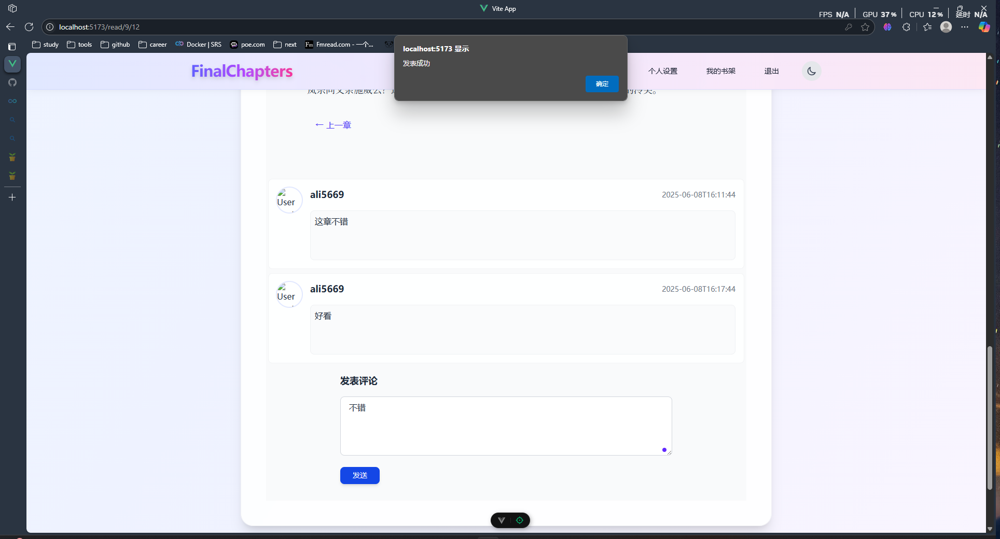 Vite App
FPS N/A GPU 37% CPU 12% 延时 N/A
localhost:5173/read/9/12
study tools github career Docker | SRS poe.com next Fmread.com - 一个...
localhost:5173 显示
发表成功
确定
FinalChapters
个人设置 我的书架 退出
← 上一章
ali5669 2025-06-08T16:11:44
User
这章不错
ali5669 2025-06-08T16:17:44
User
好看
发表评论
不错
发送